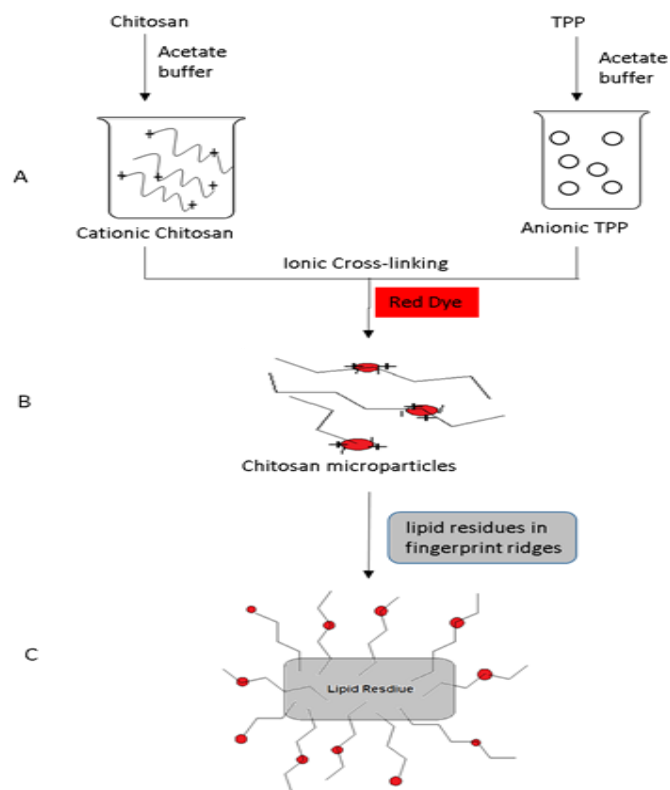 Chitosan
TPP
Acetate
buffer
Acetate
buffer
A
Cationic Chitosan
Anionic TPP
Ionic Cross-linking
Red Dye
B
Chitosan microparticles
lipid residues in
fingerprint ridges
C
Lipid Resdiue